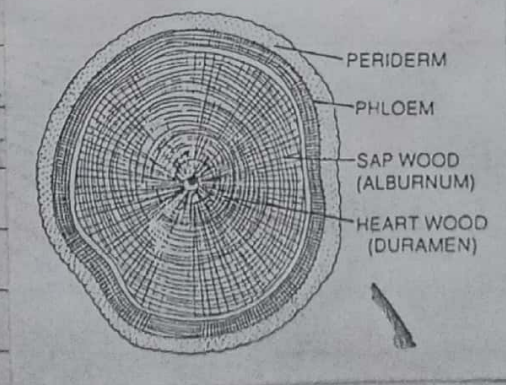 PERIDERM
PHLOEM
SAP WOOD
(ALBURNUM)
HEART WOOD
(DURAMEN)